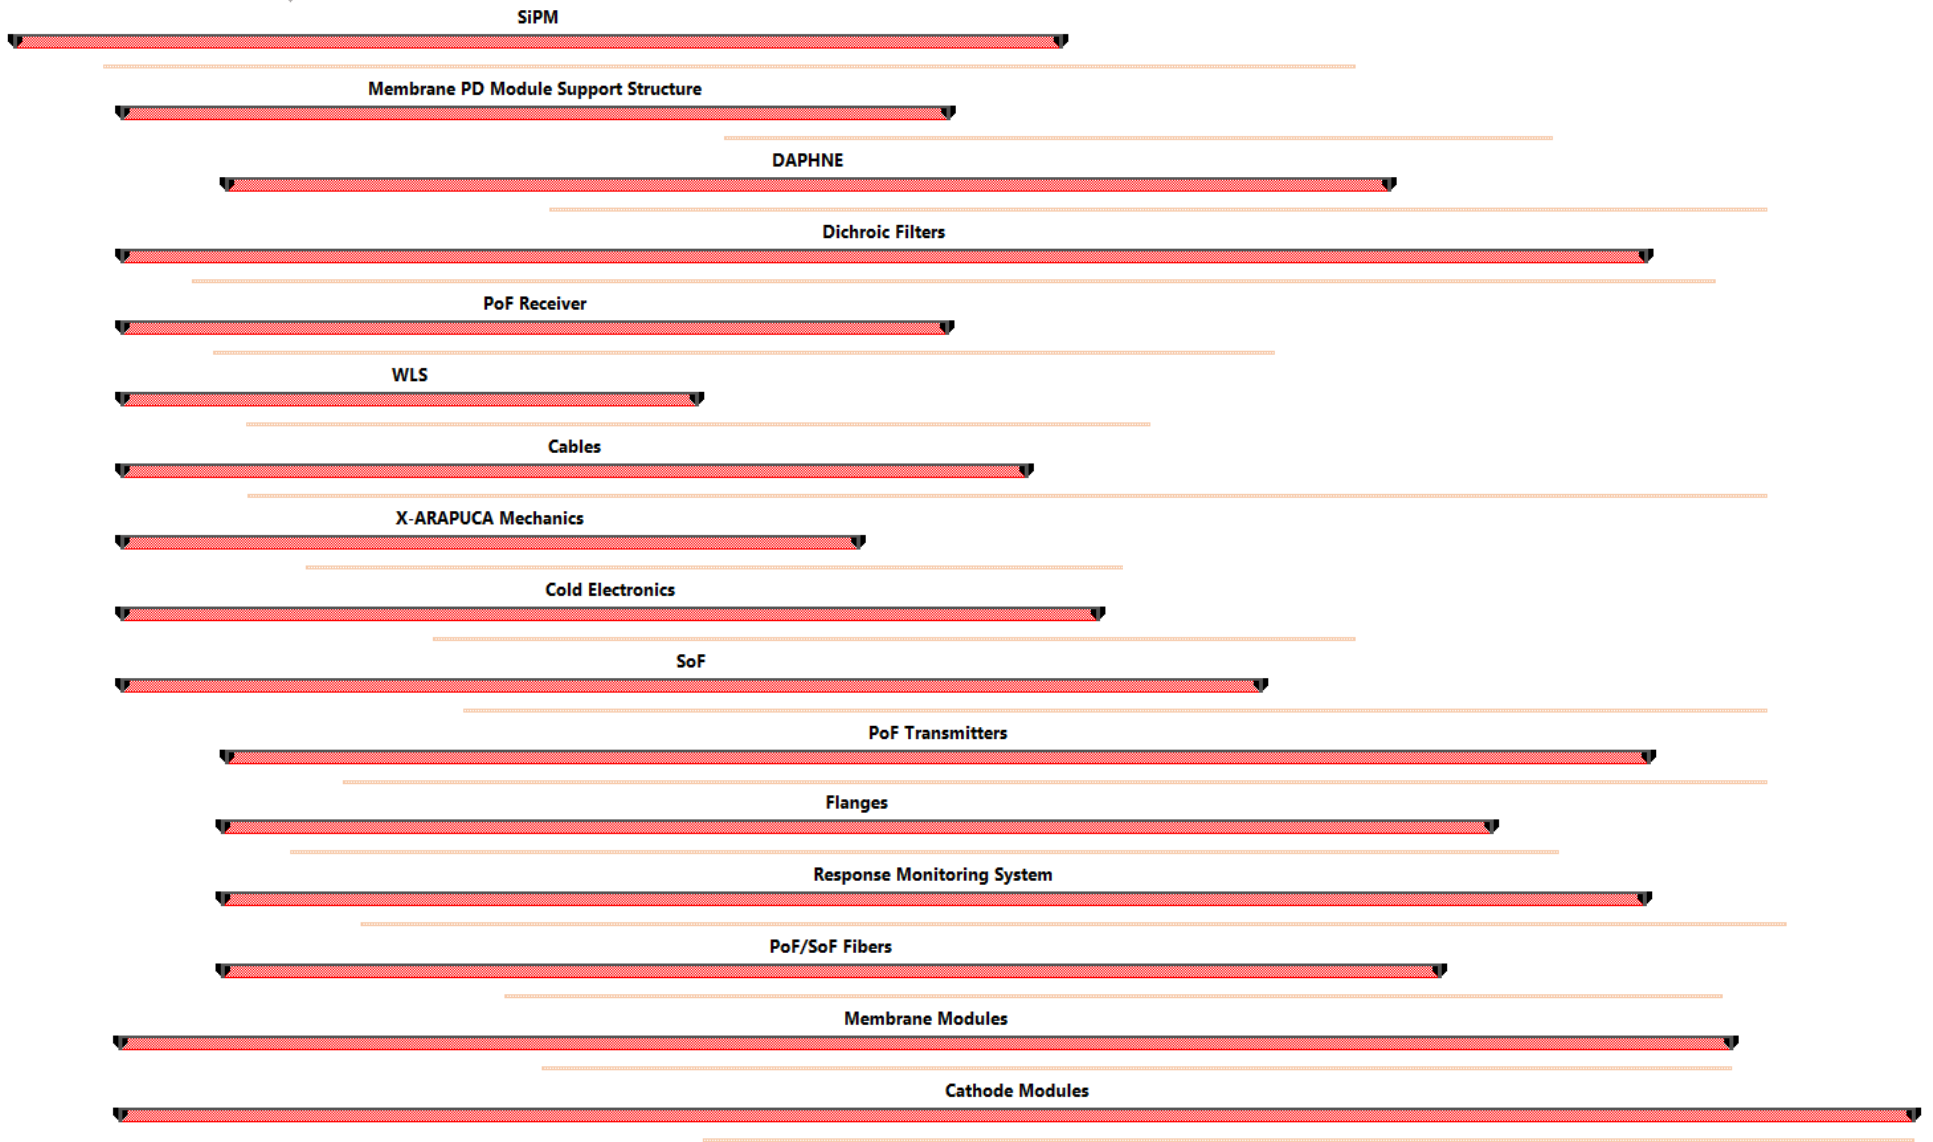 SiPM
Membrane PD Module Support Structure
DAPHNE
Dichroic Filters
PoF Receiver
WLS
Cables
X-ARAPUCA Mechanics
Cold Electronics
SoF
PoF Transmitters
Flanges
Response Monitoring System
PoF/SoF Fibers
Membrane Modules
Cathode Modules